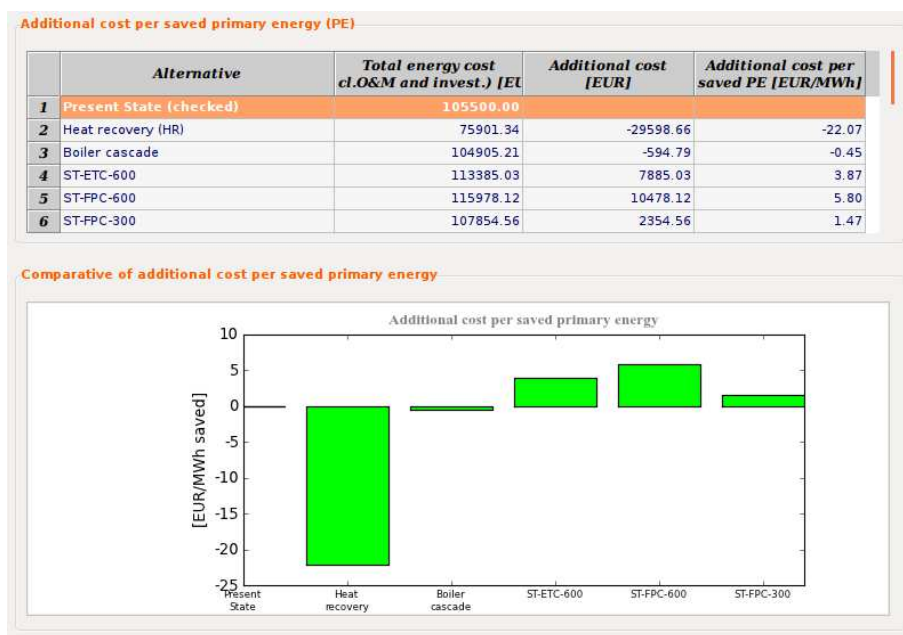 Additional cost per saved primary energy (PE)
Alternative
Total energy cost
cl.O&M and invest.) [EU
Additional cost
[EUR]
Additional cost per
saved PE [EUR/MWh]
1 Present State (checked) 105500.00
2 Heat recovery (HR) 75901.34 -29598.66 -22.07
3 Boiler cascade 104905.21 -594.79 -0.45
4 ST-ETC-600 113385.03 7885.03 3.87
5 ST-FPC-600 115978.12 10478.12 5.80
6 ST-FPC-300 107854.56 2354.56 1.47
Comparative of additional cost per saved primary energy
Additional cost per saved primary energy
[EUR/MWh saved]
10
5
0
-5
-10
-15
-20
-25
Present
State
Heat
recovery
Boiler
cascade
ST-ETC-600
ST-FPC-600
ST-FPC-300